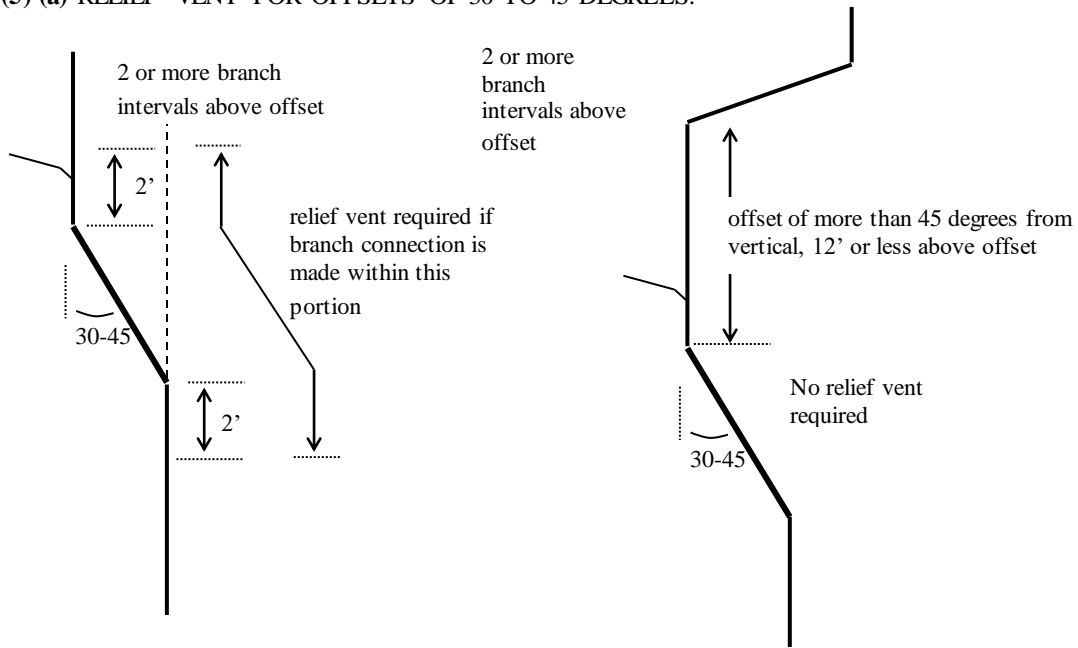 (5) (a) RELIEF VENT FOR OFFSETS OF 30 TO 45 DEGREES.
2 or more branch
intervals above offset
2’
relief vent required if
branch connection is
made within this
portion
30-45
2’
2 or more
branch
intervals above
offset
offset of more than 45 degrees from
vertical, 12’ or less above offset
No relief vent
required
30-45